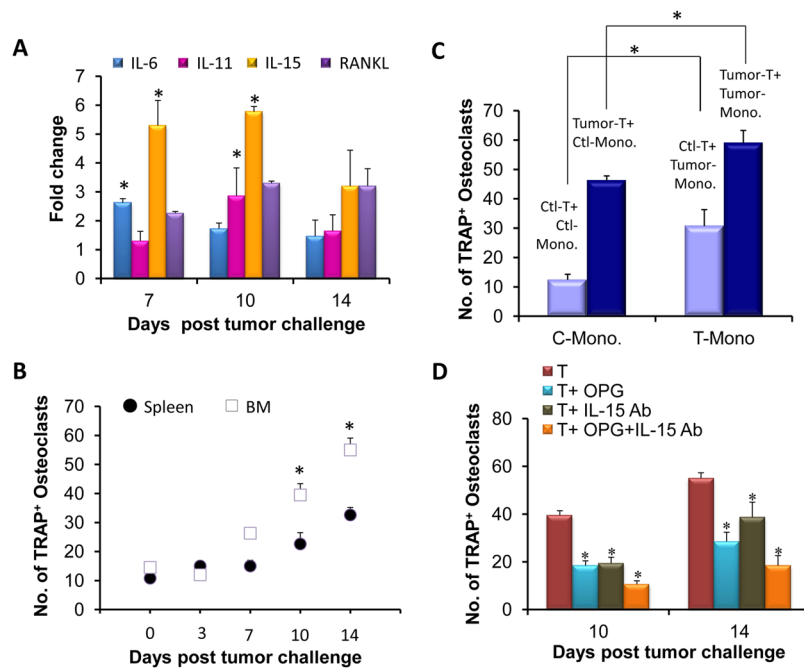 A
IL-6 IL-11 IL-15 RANKL
Fold change
7
6
5
4
3
2
1
0
* * * *
7 10 14
Days post tumor challenge
B
Spleen BM
No. of TRAP+ Osteoclasts
70
60
50
40
30
20
10
0
* *
0 3 7 10 14
Days post tumor challenge
C
*
*
No. of TRAP+ Osteoclasts
70
60
50
40
30
20
10
0
Ctl-T+
Ctl-
Mono.
Tumor-T+
Ctl-Mono.
Ctl-T+
Tumor-
Mono.
Tumor-T+
Tumor-
Mono.
C-Mono. T-Mono
D
T
T+ OPG
T+ IL-15 Ab
T+ OPG+IL-15 Ab
No. of TRAP+ Osteoclasts
80
60
40
20
0
* * * * * *
10 14
Days post tumor challenge